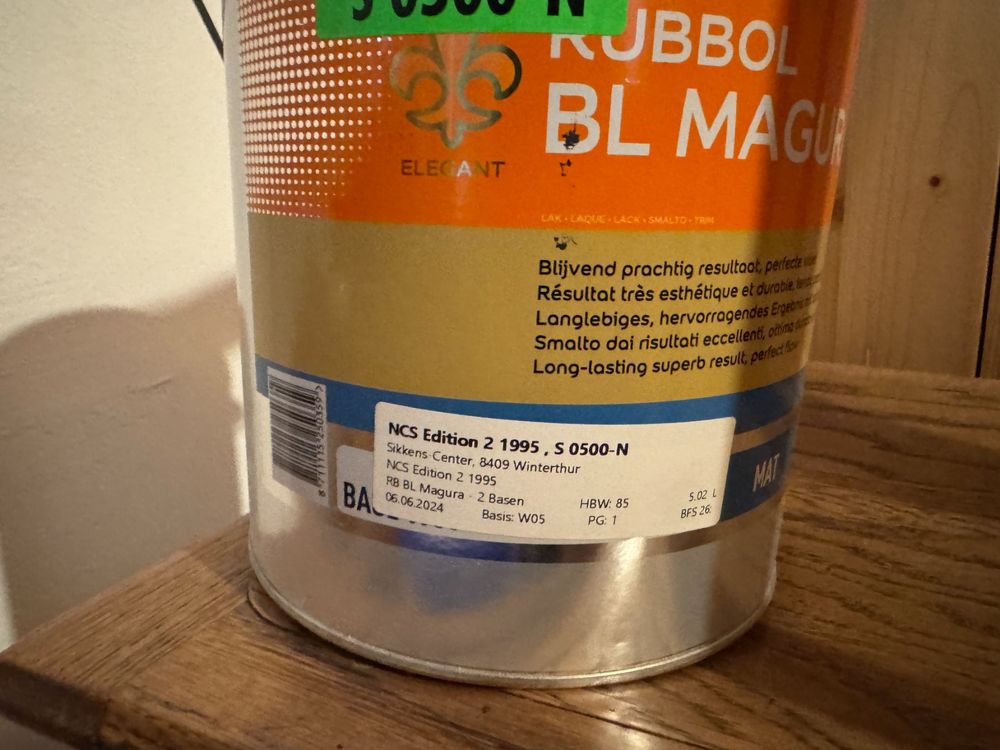 S 0500-N
RUBBOL
BL MAGUR
ELEGANT
LAK • LAQUE • LACK • SMALTO • TRIM
Blijvend prachtig resultaat, perfecte
Résultat très esthétique et durable,
Langlebiges, hervorragendes
Smalto dai risultati eccellenti, ottima
Long-lasting superb result, perfect flow
NCS Edition 2 1995 , S 0500-N
Sikkens-Center, 8409 Winterthur
NCS Edition 2 1995
RB BL Magura - 2 Basen HBW: 85 5.02 L
06.06.2024 Basis: W05 PG: 1 BFS 26:
MAT